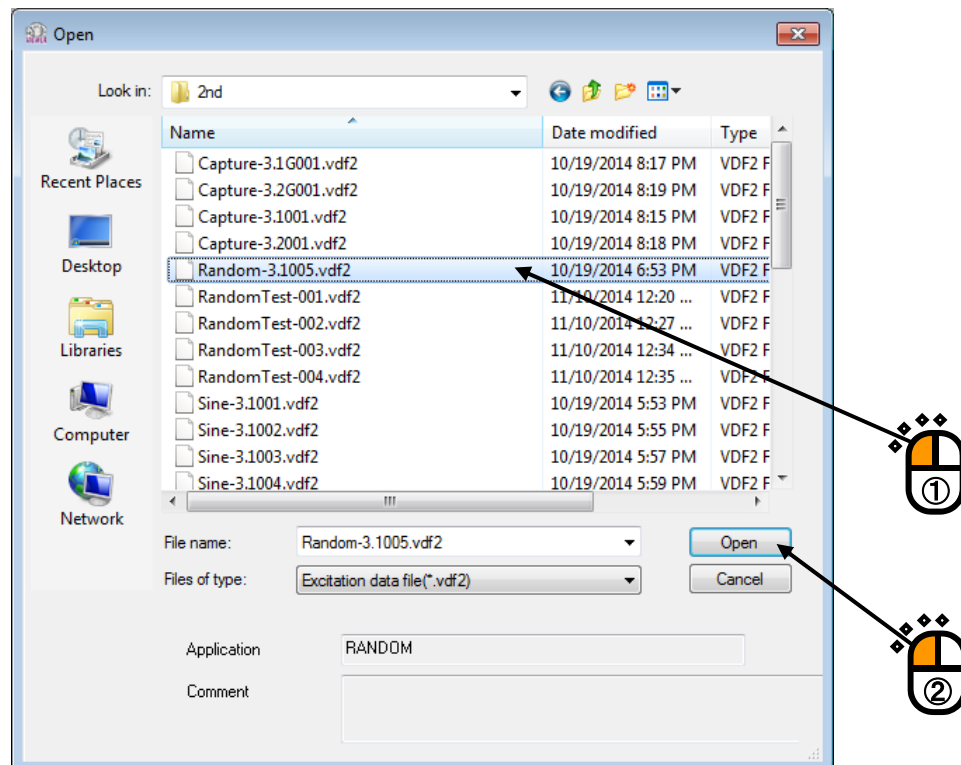 Open
Look in: 2nd
Name Date modified Type
Capture-3.1G001.vdf2 10/19/2014 8:17 PM VDF2 F
Capture-3.2G001.vdf2 10/19/2014 8:19 PM VDF2 F
Capture-3.1001.vdf2 10/19/2014 8:15 PM VDF2 F
Capture-3.2001.vdf2 10/19/2014 8:18 PM VDF2 F
Random-3.1005.vdf2 10/19/2014 6:53 PM VDF2 F
RandomTest-001.vdf2 11/10/2014 12:20 ... VDF2 F
RandomTest-002.vdf2 11/10/2014 12:27 ... VDF2 F
RandomTest-003.vdf2 11/10/2014 12:34 ... VDF2 F
RandomTest-004.vdf2 11/10/2014 12:35 ... VDF2 F
Sine-3.1001.vdf2 10/19/2014 5:53 PM VDF2 F
Sine-3.1002.vdf2 10/19/2014 5:55 PM VDF2 F
Sine-3.1003.vdf2 10/19/2014 5:57 PM VDF2 F
Sine-3.1004.vdf2 10/19/2014 5:59 PM VDF2 F
Recent Places
Desktop
Libraries
Computer
Network
File name: Random-3.1005.vdf2 Open
Files of type: Excitation data file(*.vdf2) Cancel
Application RANDOM
Comment
①
②